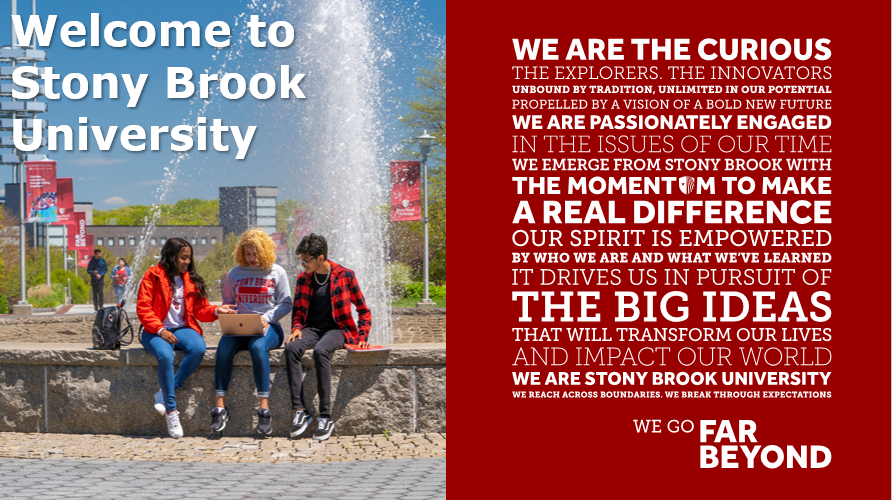 Welcome to
Stony Brook
University
FAR
BEYOND
STONY BROOK
UNIVERSITY
WE ARE THE CURIOUS
THE EXPLORERS. THE INNOVATORS
UNBOUND BY TRADITION, UNLIMITED IN OUR POTENTIAL
PROPELLED BY A VISION OF A BOLD NEW FUTURE
WE ARE PASSIONATELY ENGAGED
IN THE ISSUES OF OUR TIME
WE EMERGE FROM STONY BROOK WITH
THE MOMENTUM TO MAKE
A REAL DIFFERENCE
OUR SPIRIT IS EMPOWERED
BY WHO WE ARE AND WHAT WE'VE LEARNED
IT DRIVES US IN PURSUIT OF
THE BIG IDEAS
THAT WILL TRANSFORM OUR LIVES
AND IMPACT OUR WORLD
WE ARE STONY BROOK UNIVERSITY
WE REACH ACROSS BOUNDARIES. WE BREAK THROUGH EXPECTATIONS
WE GO FAR
BEYOND